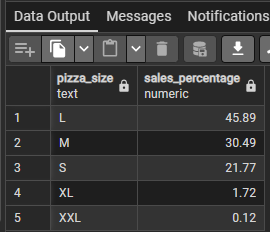 Data Output Messages Notifications
pizza_size sales_percentage
text numeric
1 L 45.89
2 M 30.49
3 S 21.77
4 XL 1.72
5 XXL 0.12